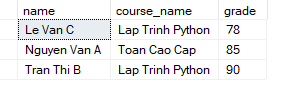 name course_name grade
Le Van C Lap Trinh Python 78
Nguyen Van A Toan Cao Cap 85
Tran Thi B Lap Trinh Python 90